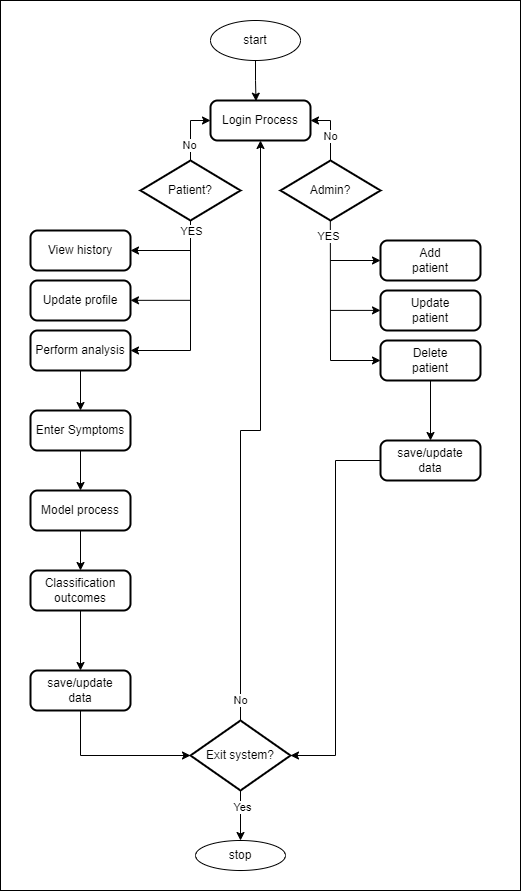 start
Login Process
No
No
Patient?
Admin?
YES
YES
View history
Add
patient
Update profile
Update
patient
Perform analysis
Delete
patient
Enter Symptoms
save/update
data
Model process
Classification
outcomes
save/update
data
No
Exit system?
Yes
stop